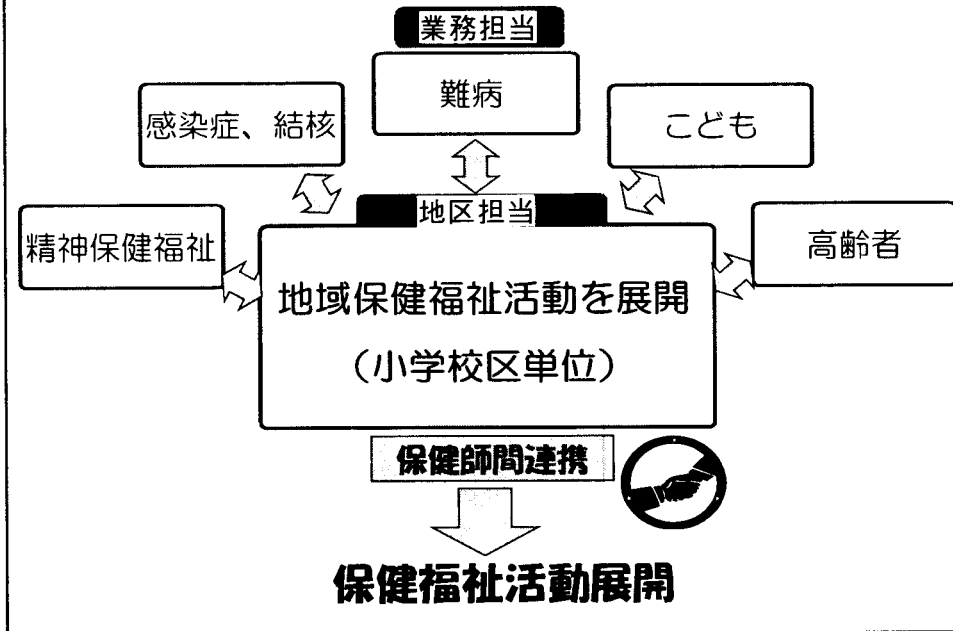 業務担当
難病
感染症、結核
こども
精神保健福祉
地区担当
高齢者
地域保健福祉活動を展開
（小学校区単位）
保健師間連携
保健福祉活動展開